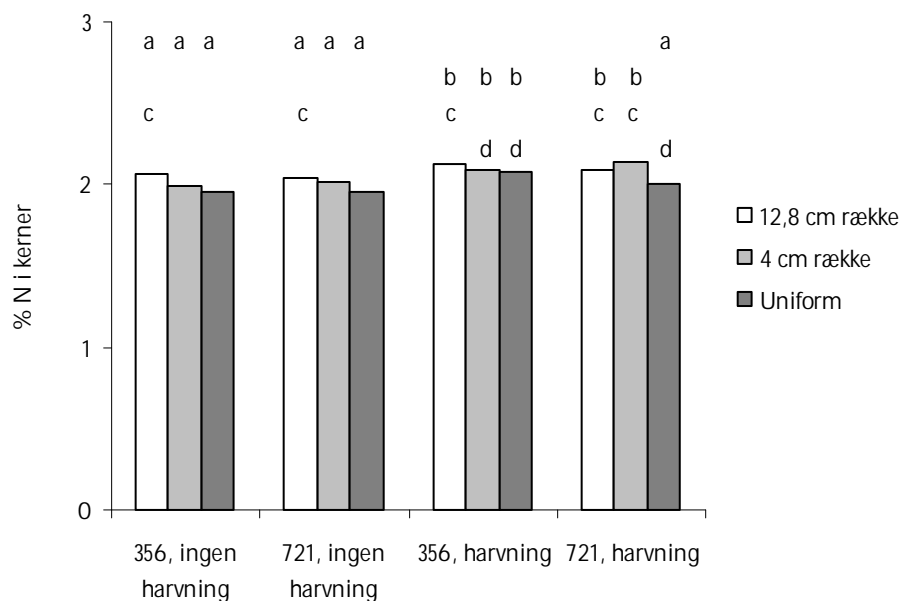 3
a a a a a a a
b b b b b
c c c c c
d d d
2
1
0
% N i kerner
356, ingen harvning
721, ingen harvning
356, harvning
721, harvning
12,8 cm række
4 cm række
Uniform